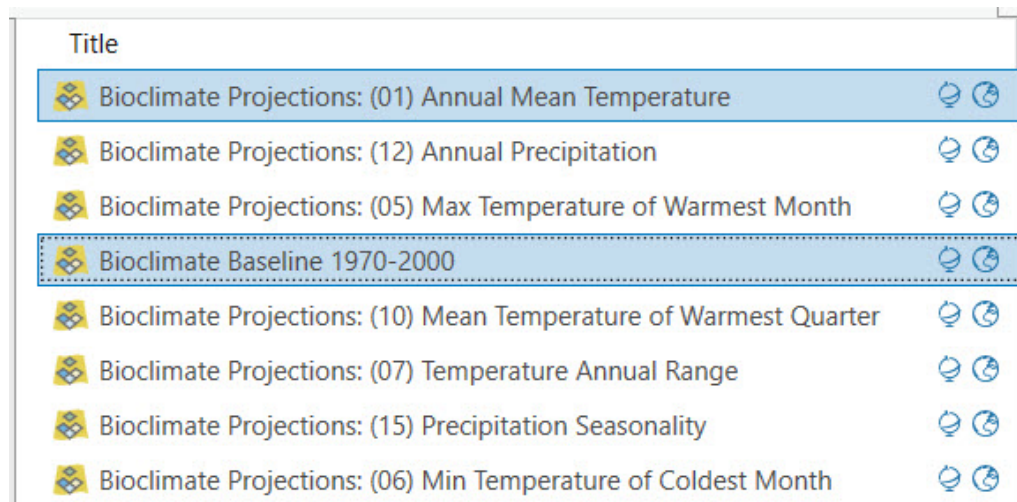 Title
Bioclimate Projections: (01) Annual Mean Temperature
Bioclimate Projections: (12) Annual Precipitation
Bioclimate Projections: (05) Max Temperature of Warmest Month
Bioclimate Baseline 1970-2000
Bioclimate Projections: (10) Mean Temperature of Warmest Quarter
Bioclimate Projections: (07) Temperature Annual Range
Bioclimate Projections: (15) Precipitation Seasonality
Bioclimate Projections: (06) Min Temperature of Coldest Month